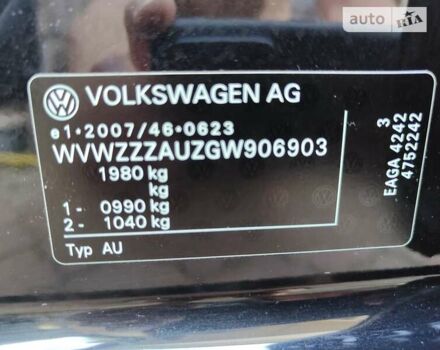 auto RIA
VOLKSWAGEN AG
e1*2007/46*0623
WVWZZZAUZGW906903
1980 kg
kg
1- 0990 kg
2- 1040 kg
Typ AU
3
EAGA 4242
4752242